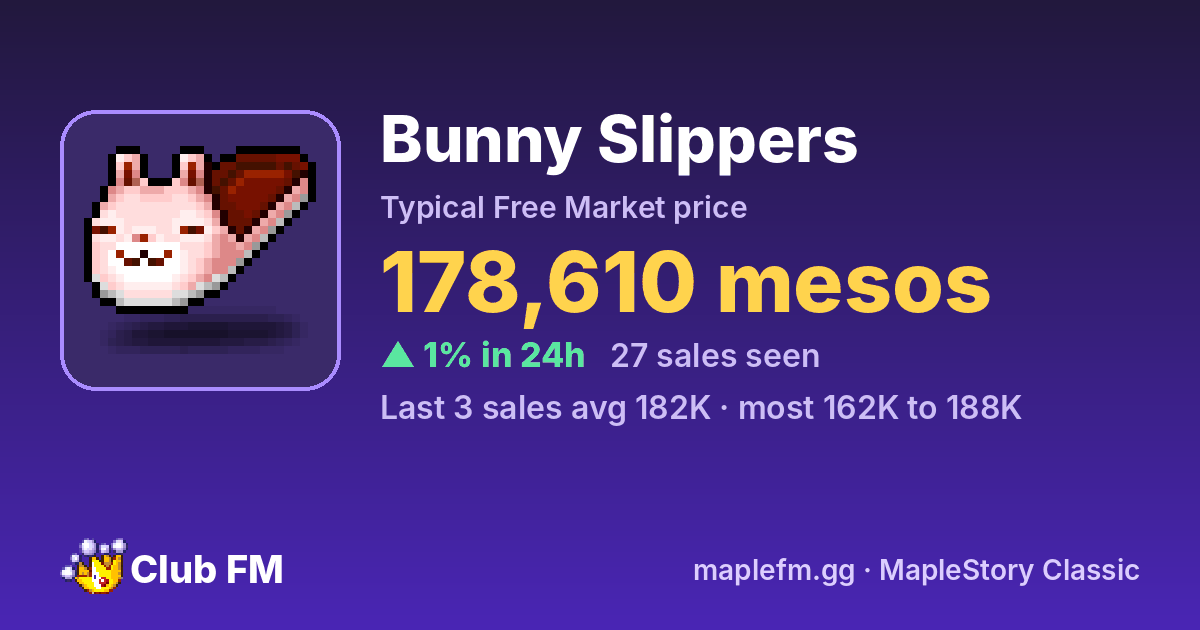 Bunny Slippers
Typical Free Market price
178,610 mesos
▲ 1% in 24h 27 sales seen
Last 3 sales avg 182K · most 162K to 188K
Club FM
maplefm.gg · MapleStory Classic